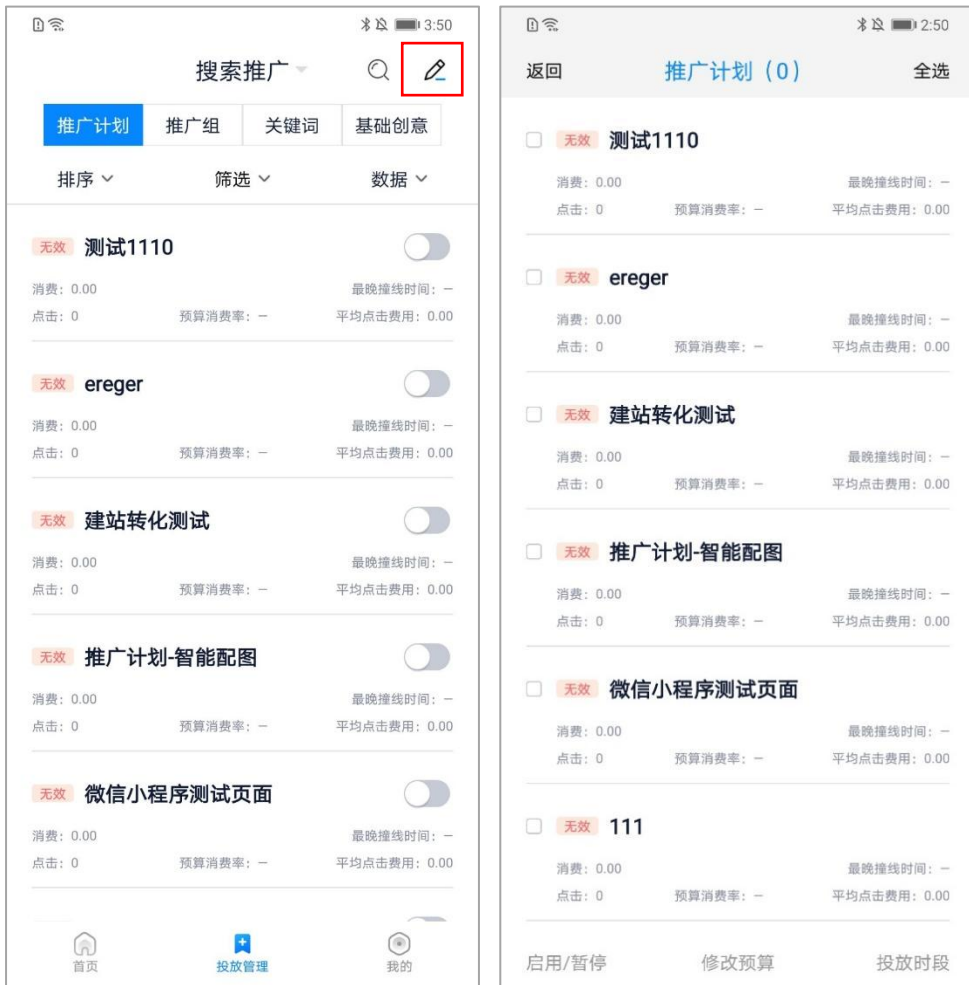 3:50
搜索推广
推广计划 推广组 关键词 基础创意
排序 筛选 数据
无效 测试1110
消费：0.00 最晚撞线时间：—
点击：0 预算消费率：— 平均点击费用：0.00
无效 ereger
消费：0.00 最晚撞线时间：—
点击：0 预算消费率：— 平均点击费用：0.00
无效 建站转化测试
消费：0.00 最晚撞线时间：—
点击：0 预算消费率：— 平均点击费用：0.00
无效 推广计划-智能配图
消费：0.00 最晚撞线时间：—
点击：0 预算消费率：— 平均点击费用：0.00
无效 微信小程序测试页面
消费：0.00 最晚撞线时间：—
点击：0 预算消费率：— 平均点击费用：0.00
首页 投放管理 我的
2:50
返回 推广计划（0） 全选
无效 测试1110
消费：0.00 最晚撞线时间：—
点击：0 预算消费率：— 平均点击费用：0.00
无效 ereger
消费：0.00 最晚撞线时间：—
点击：0 预算消费率：— 平均点击费用：0.00
无效 建站转化测试
消费：0.00 最晚撞线时间：—
点击：0 预算消费率：— 平均点击费用：0.00
无效 推广计划-智能配图
消费：0.00 最晚撞线时间：—
点击：0 预算消费率：— 平均点击费用：0.00
无效 微信小程序测试页面
消费：0.00 最晚撞线时间：—
点击：0 预算消费率：— 平均点击费用：0.00
无效 111
消费：0.00 最晚撞线时间：—
点击：0 预算消费率：— 平均点击费用：0.00
启用/暂停 修改预算 投放时段